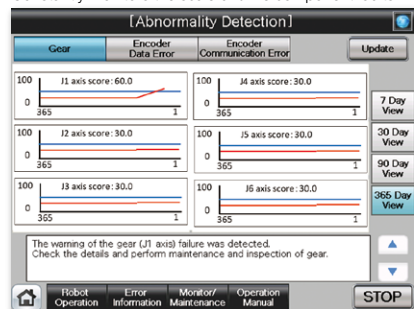 [Abnormality Detection]
Gear
Encoder
Data Error
Encoder
Communication Error
Update
100
J1 axis score: 60.0
0
365
1
100
J4 axis score: 30.0
0
365
1
7 Day
View
100
J2 axis score: 30.0
0
365
1
100
J5 axis score: 30.0
0
365
1
30 Day
View
90 Day
View
100
J3 axis score: 30.0
0
365
1
100
J6 axis score: 30.0
0
365
1
365 Day
View
The warning of the gear (J1 axis) failure was detected.
Check the details and perform maintenance and inspection of gear.
Robot
Operation
Error
Information
Monitor/
Maintenance
Operation
Manual
STOP